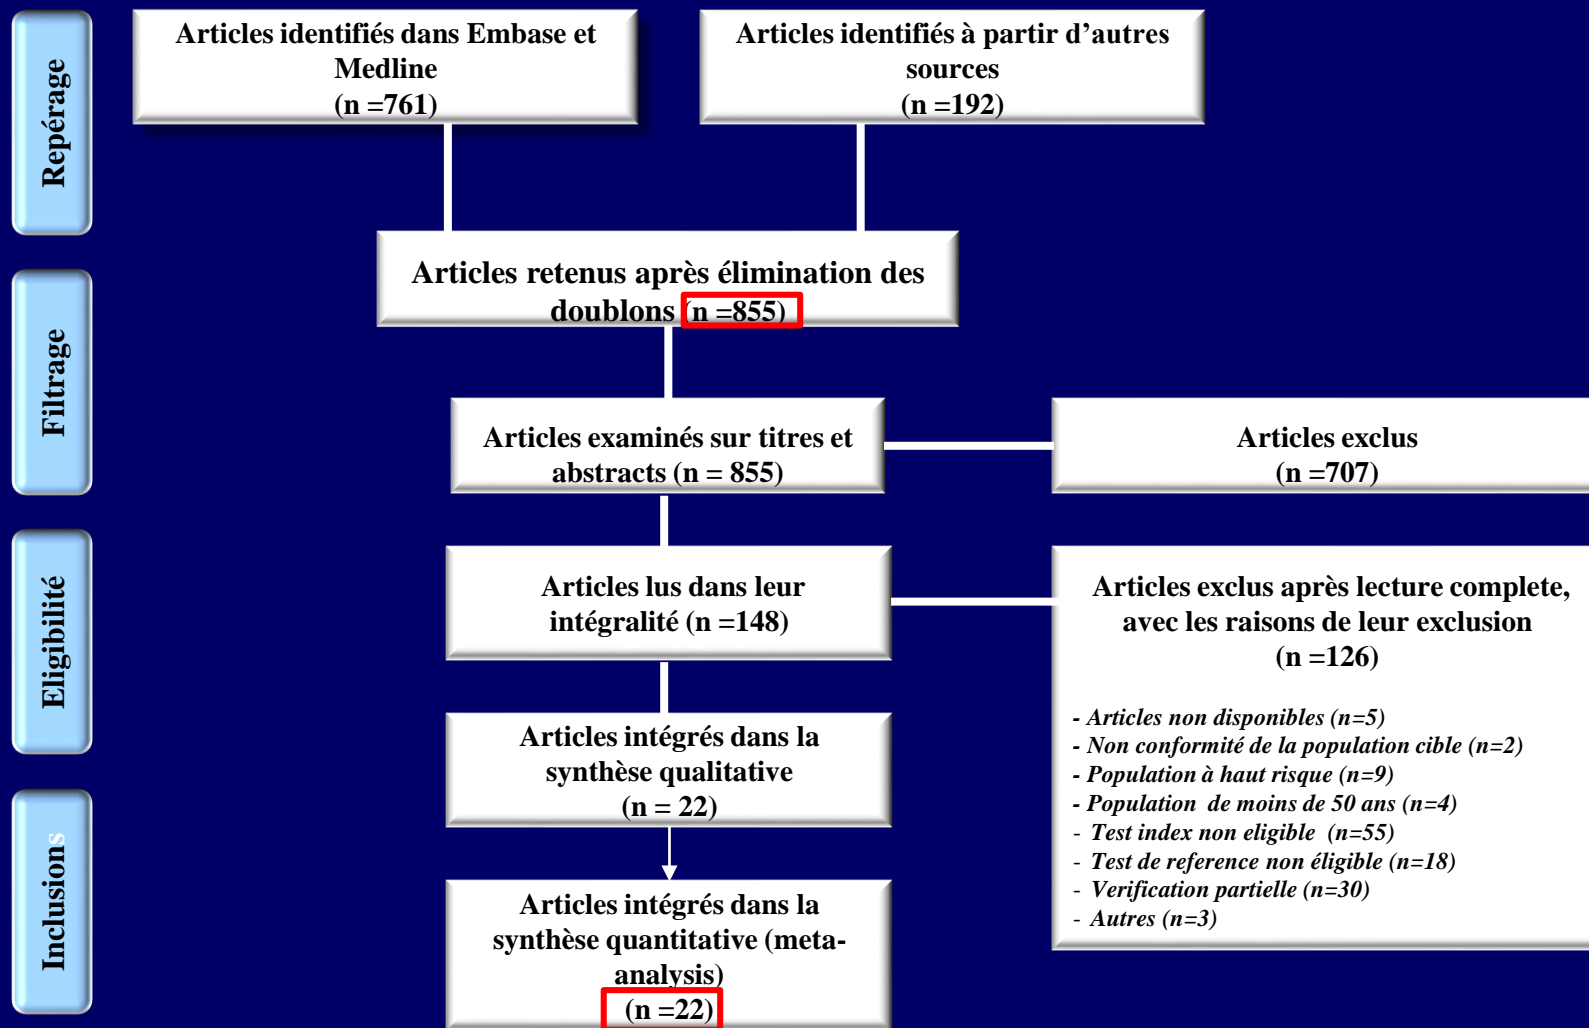 Repérage
Articles identifiés dans Embase et
Medline
(n =761)
Articles identifiés à partir d’autres
sources
(n =192)
Filtrage
Articles retenus après élimination des
doublons (n =855)
Articles examinés sur titres et
abstracts (n = 855)
Articles exclus
(n =707)
Eligibilité
Articles lus dans leur
intégralité (n =148)
Articles exclus après lecture complete,
avec les raisons de leur exclusion
(n =126)
- Articles non disponibles (n=5)
- Non conformité de la population cible (n=2)
- Population à haut risque (n=9)
- Population  de moins de 50 ans (n=4)
- Test index non eligible  (n=55)
- Test de reference non éligible (n=18)
- Verification partielle (n=30)
- Autres (n=3)
Articles intégrés dans la
synthèse qualitative
(n = 22)
Inclusions
Articles intégrés dans la
synthèse quantitative (meta-
analysis)
(n =22)